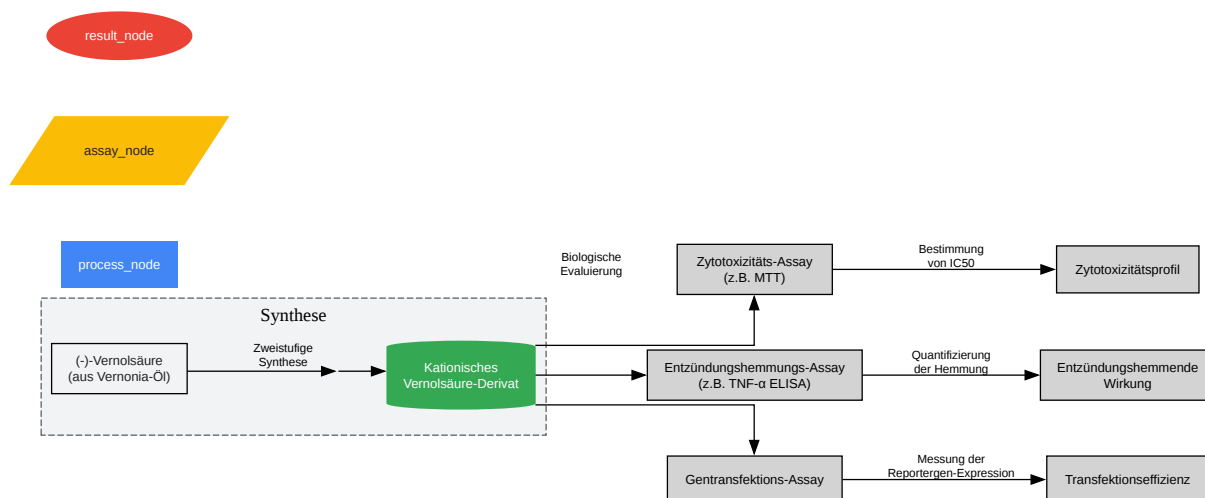 result_node
assay_node
process_node
Synthese
(-)-Vernolsäure
(aus Vernonia-Öl)
Zweistufige
Synthese
Kationisches
Vernolsäure-Derivat
Biologische
Evaluierung
Zytotoxizitäts-Assay
(z.B. MTT)
Bestimmung
von IC50
Zytotoxizitätsprofil
Entzündungshemmungs-Assay
(z.B. TNF-α ELISA)
Quantifizierung
der Hemmung
Entzündungshemmende
Wirkung
Gentransfektions-Assay
Messung der
Reportergen-Expression
Transfektionseffizienz